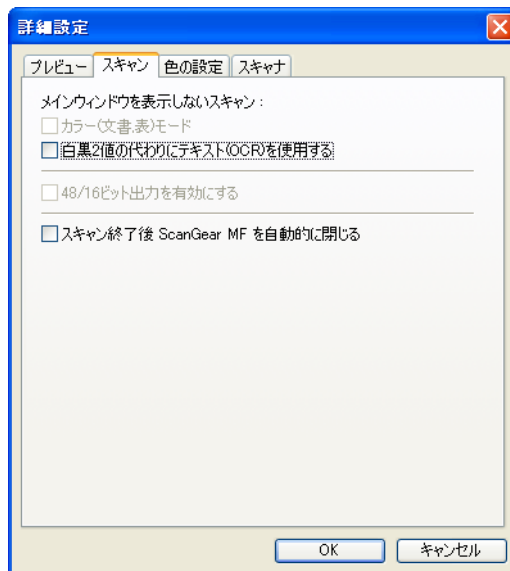 詳細設定
プレビュー スキャン 色の設定 スキャナ
メインウィンドウを表示しないスキャン：
カラー(文書,表)モード
白黒2値の代わりにテキスト(OCR)を使用する
48/16ビット出力を有効にする
スキャン終了後 ScanGear MF を自動的に閉じる
OK キャンセル